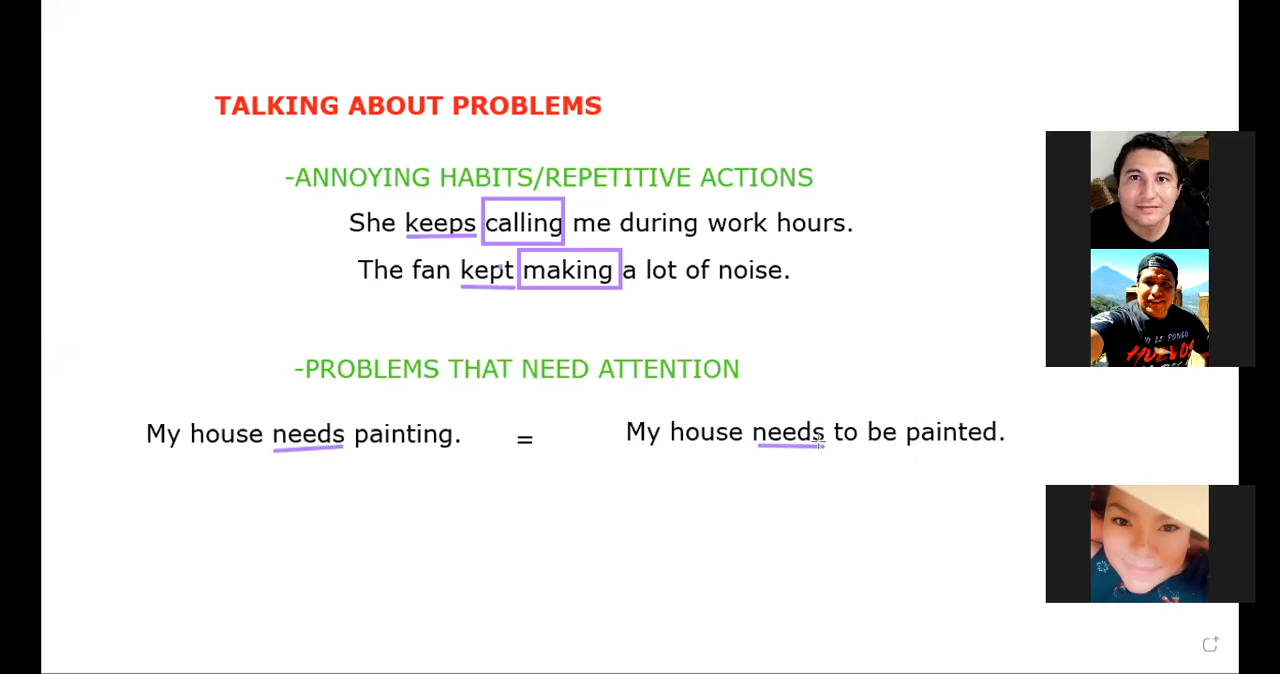 TALKING ABOUT PROBLEMS
-ANNOYING HABITS/REPETITIVE ACTIONS
She keeps calling me during work hours.
The fan kept making a lot of noise.
-PROBLEMS THAT NEED ATTENTION
My house needs painting. = My house needs to be painted.
HUEVOS